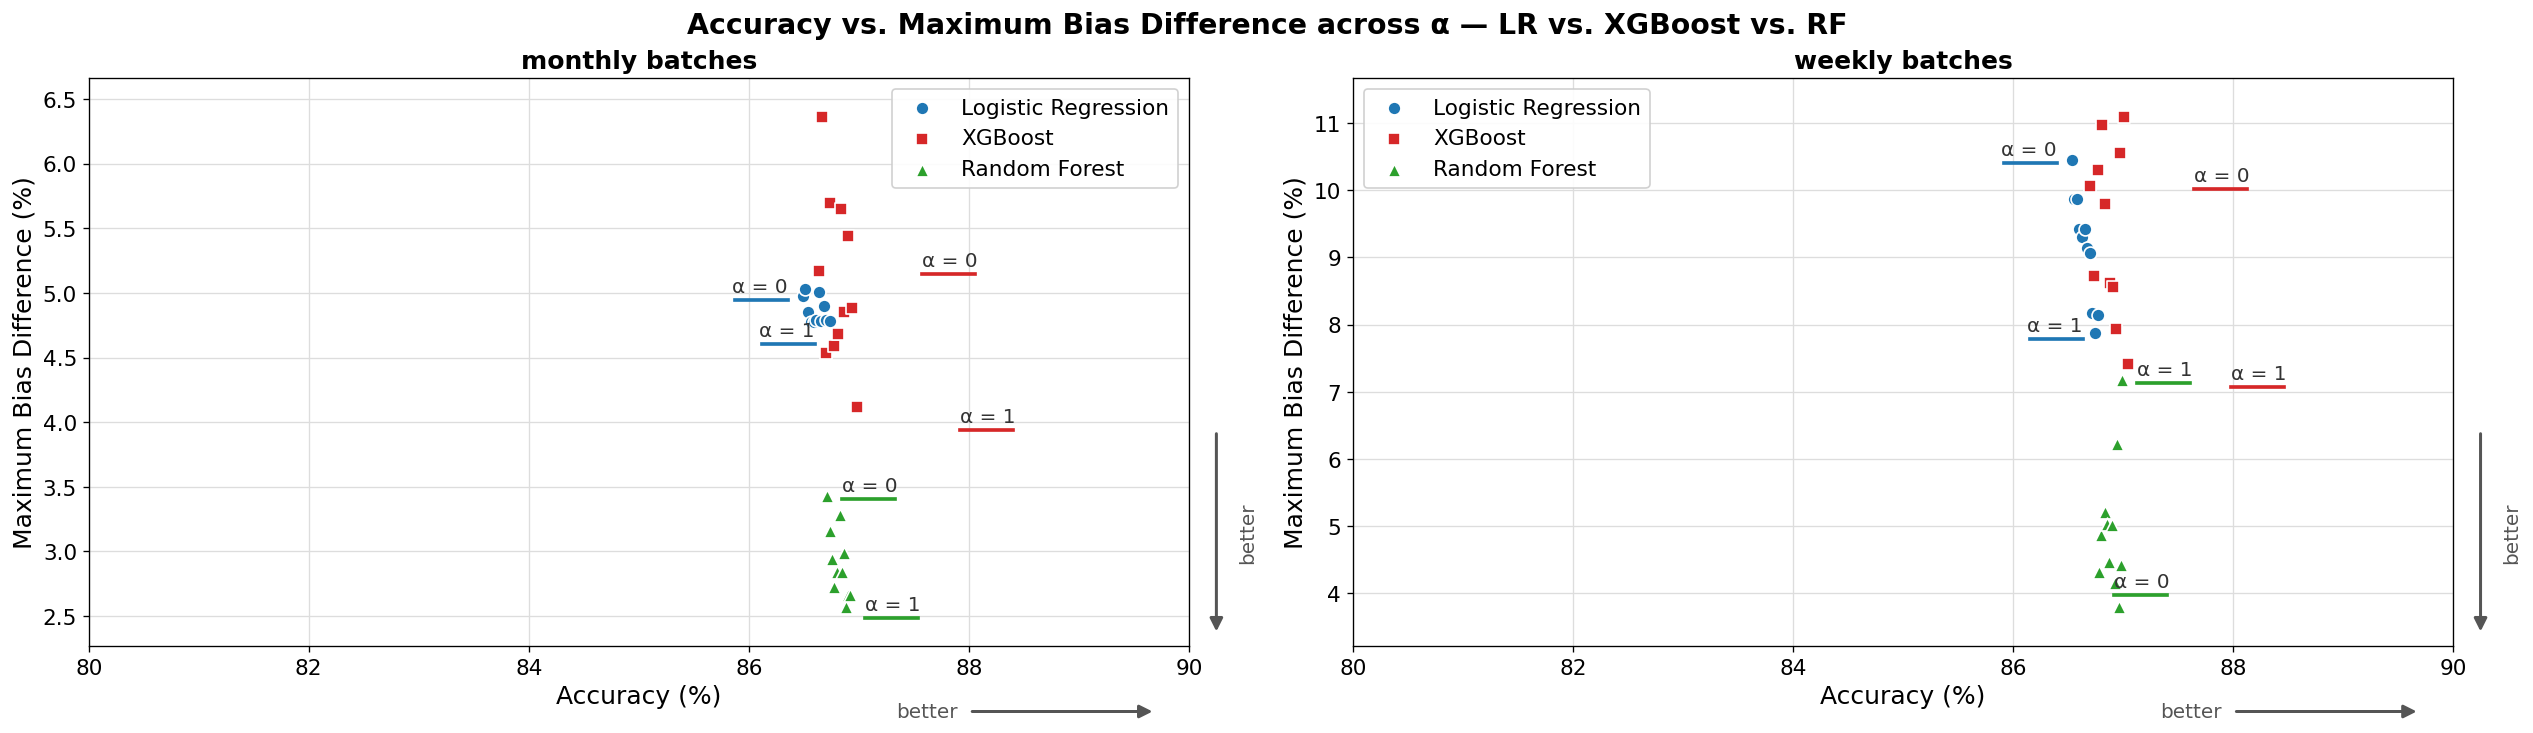 Accuracy vs. Maximum Bias Difference across α — LR vs. XGBoost vs. RF
monthly batches
Maximum Bias Difference (%)
6.5
6.0
5.5
5.0
4.5
4.0
3.5
3.0
2.5
Logistic Regression
XGBoost
Random Forest
α = 0
α = 0
α = 1
α = 1
α = 0
α = 1
80
82
84
86
88
90
Accuracy (%)
better
better
weekly batches
Maximum Bias Difference (%)
11
10
9
8
7
6
5
4
Logistic Regression
XGBoost
Random Forest
α = 0
α = 0
α = 1
α = 1
α = 1
α = 0
80
82
84
86
88
90
Accuracy (%)
better
better